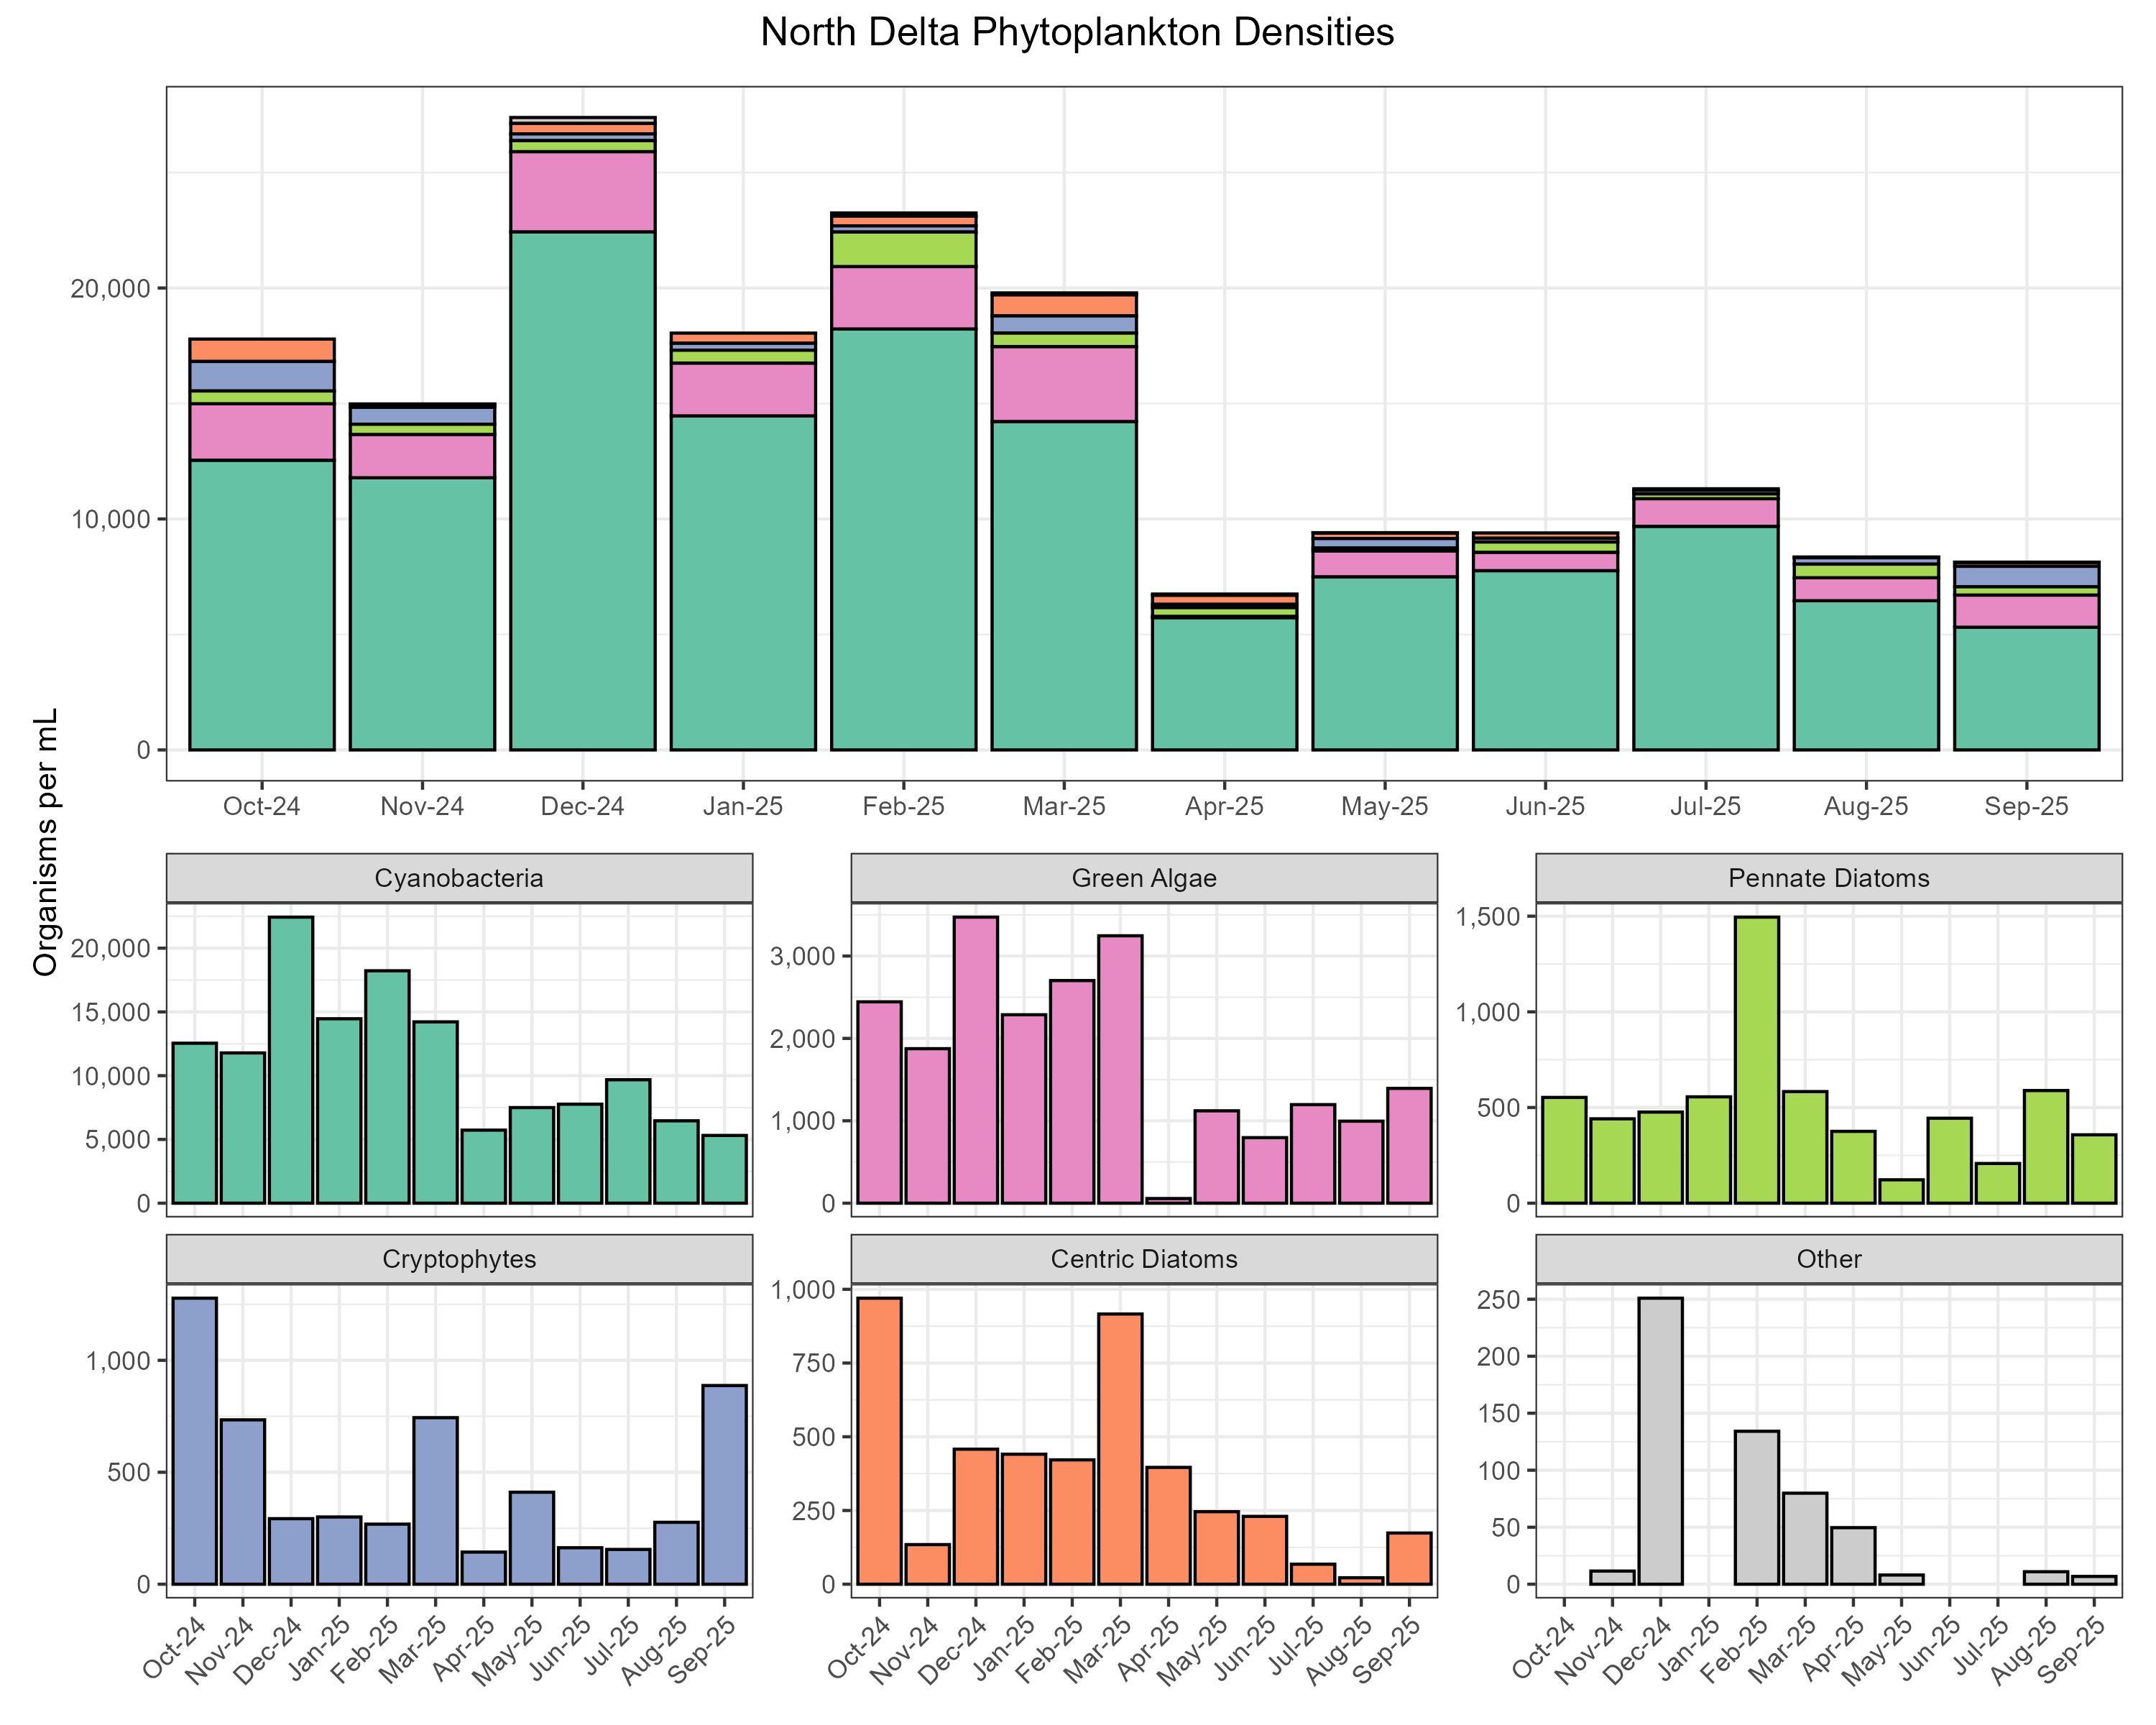 North Delta Phytoplankton Densities
Organisms per mL
20,000
10,000
0
Oct-24 Nov-24 Dec-24 Jan-25 Feb-25 Mar-25 Apr-25 May-25 Jun-25 Jul-25 Aug-25 Sep-25
Cyanobacteria
20,000
15,000
10,000
5,000
0
Green Algae
3,000
2,000
1,000
0
Pennate Diatoms
1,500
1,000
500
0
Cryptophytes
1,000
500
0
Oct-24 Nov-24 Dec-24 Jan-25 Feb-25 Mar-25 Apr-25 May-25 Jun-25 Jul-25 Aug-25 Sep-25
Centric Diatoms
1,000
750
500
250
0
Oct-24 Nov-24 Dec-24 Jan-25 Feb-25 Mar-25 Apr-25 May-25 Jun-25 Jul-25 Aug-25 Sep-25
Other
250
200
150
100
50
0
Oct-24 Nov-24 Dec-24 Jan-25 Feb-25 Mar-25 Apr-25 May-25 Jun-25 Jul-25 Aug-25 Sep-25